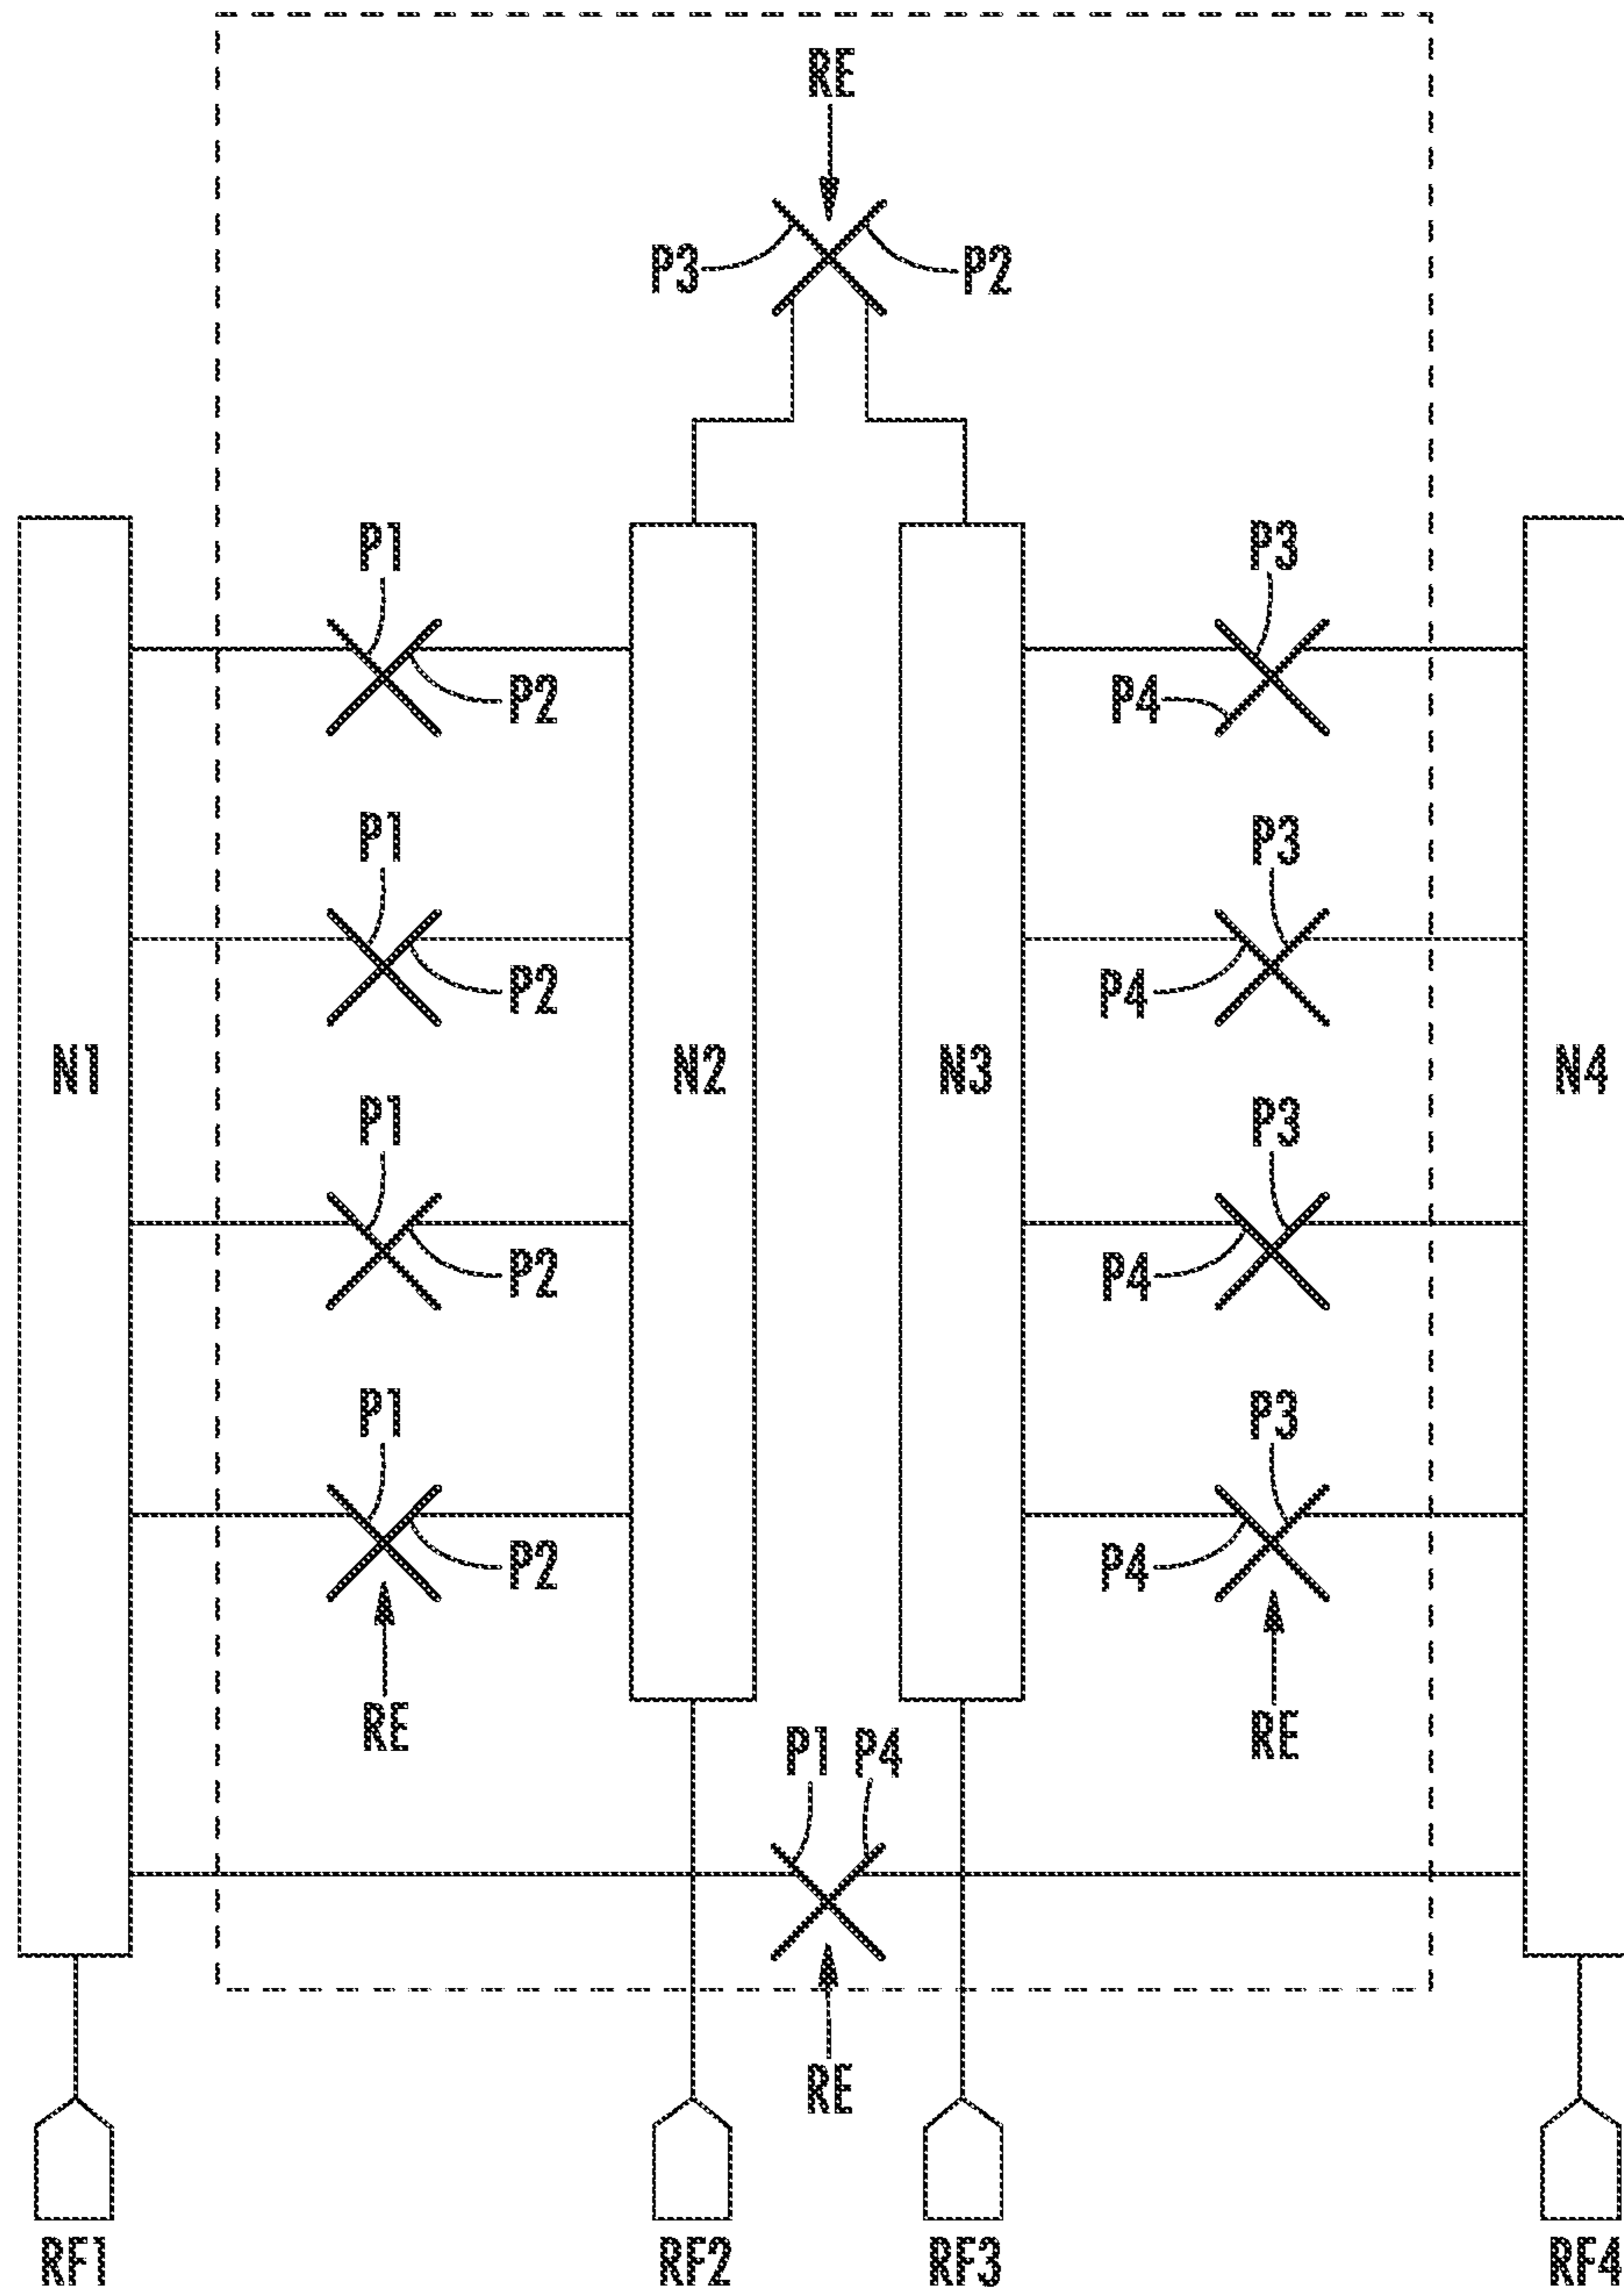 RE
P3 P2
P1 P3
P2 P4
P1 P3
P2 P4
N1 N2 N3 N4
P1 P3
P2 P4
P1 P3
P2 P4
RE RE
P1 P4
RE
RF1 RF2 RF3 RF4